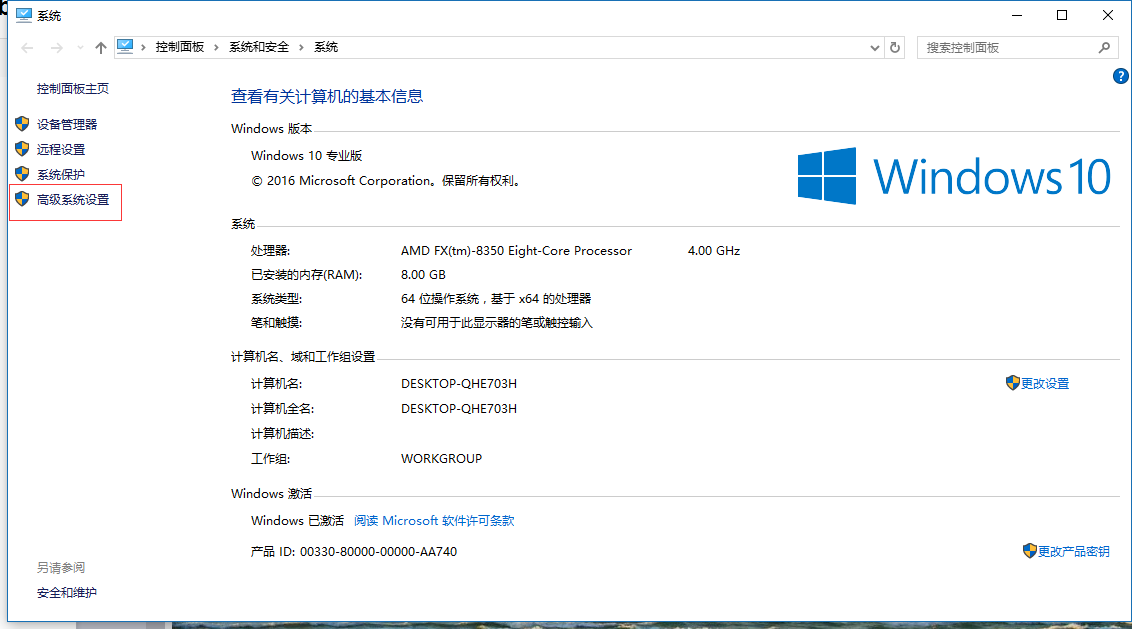 系统
控制面板 系统和安全 系统
搜索控制面板
?
控制面板主页
设备管理器
远程设置
系统保护
高级系统设置
查看有关计算机的基本信息
Windows 版本
Windows 10 专业版
© 2016 Microsoft Corporation。保留所有权利。
Windows 10
系统
处理器: AMD FX(tm)-8350 Eight-Core Processor 4.00 GHz
已安装的内存(RAM): 8.00 GB
系统类型: 64 位操作系统，基于 x64 的处理器
笔和触摸: 没有可用于此显示器的笔或触控输入
计算机名、域和工作组设置
计算机名: DESKTOP-QHE703H 更改设置
计算机全名: DESKTOP-QHE703H
计算机描述:
工作组: WORKGROUP
Windows 激活
Windows 已激活 阅读 Microsoft 软件许可条款
产品 ID: 00330-80000-00000-AA740 更改产品密钥
另请参阅
安全和维护